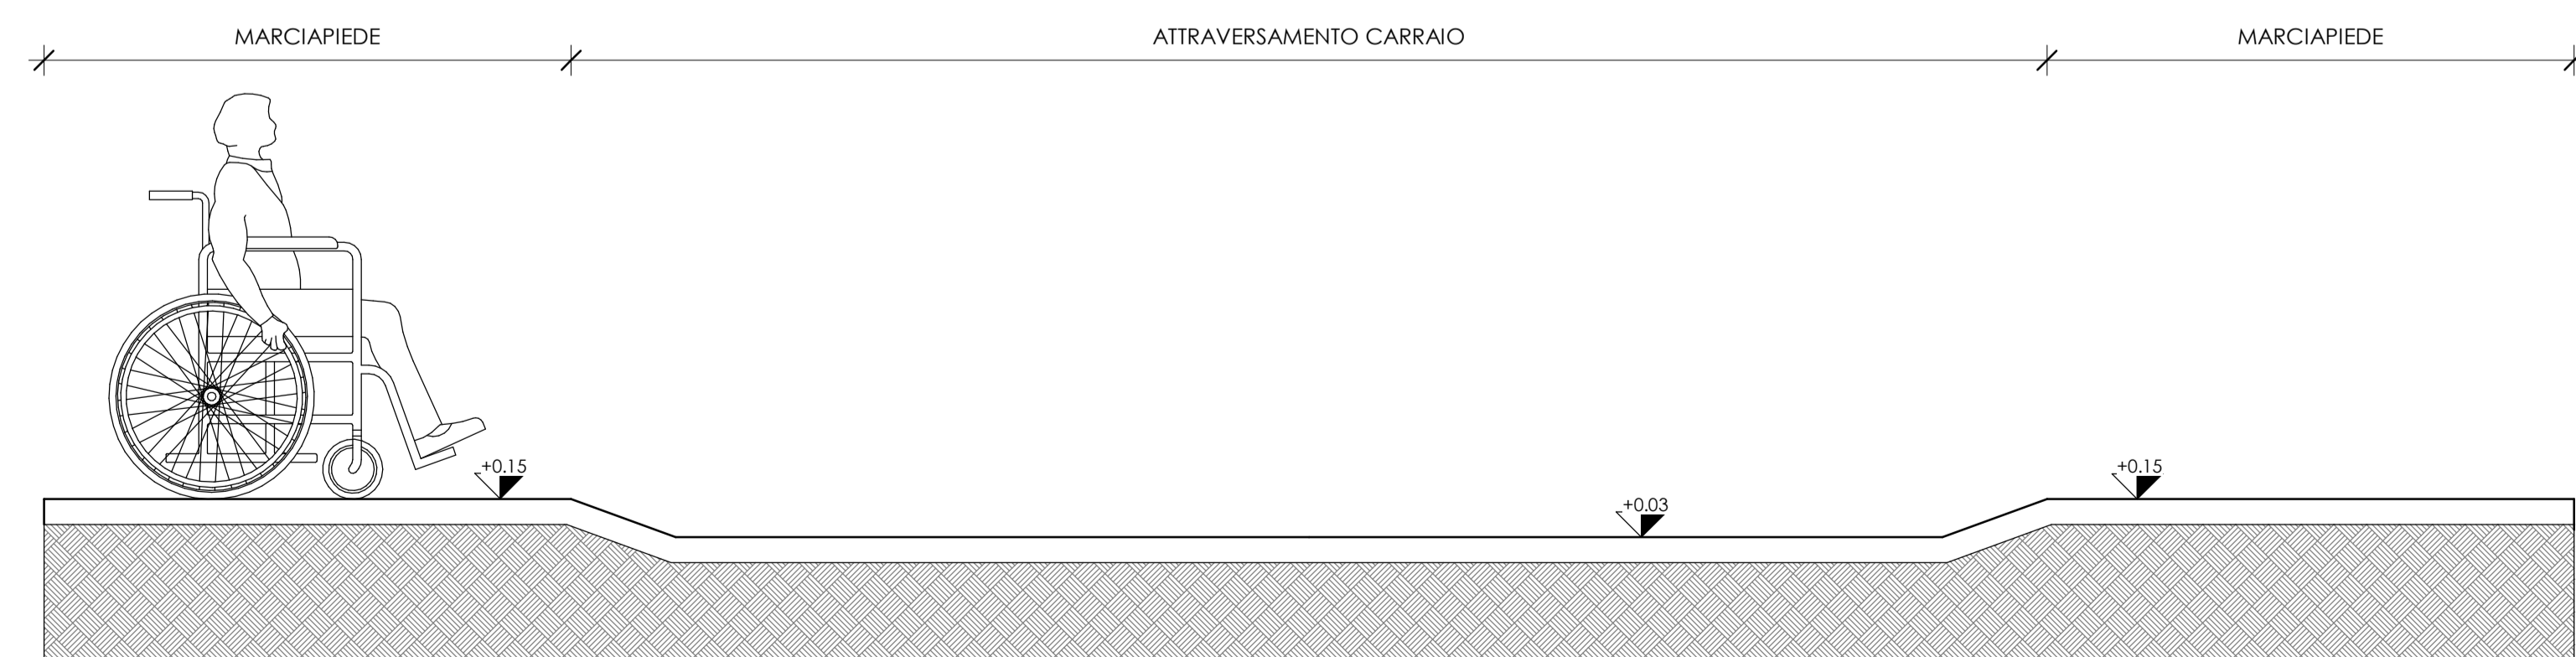 MARCIAPIEDE
ATTRAVERSAMENTO CARRAIO
MARCIAPIEDE
+0.15
+0.03
+0.15